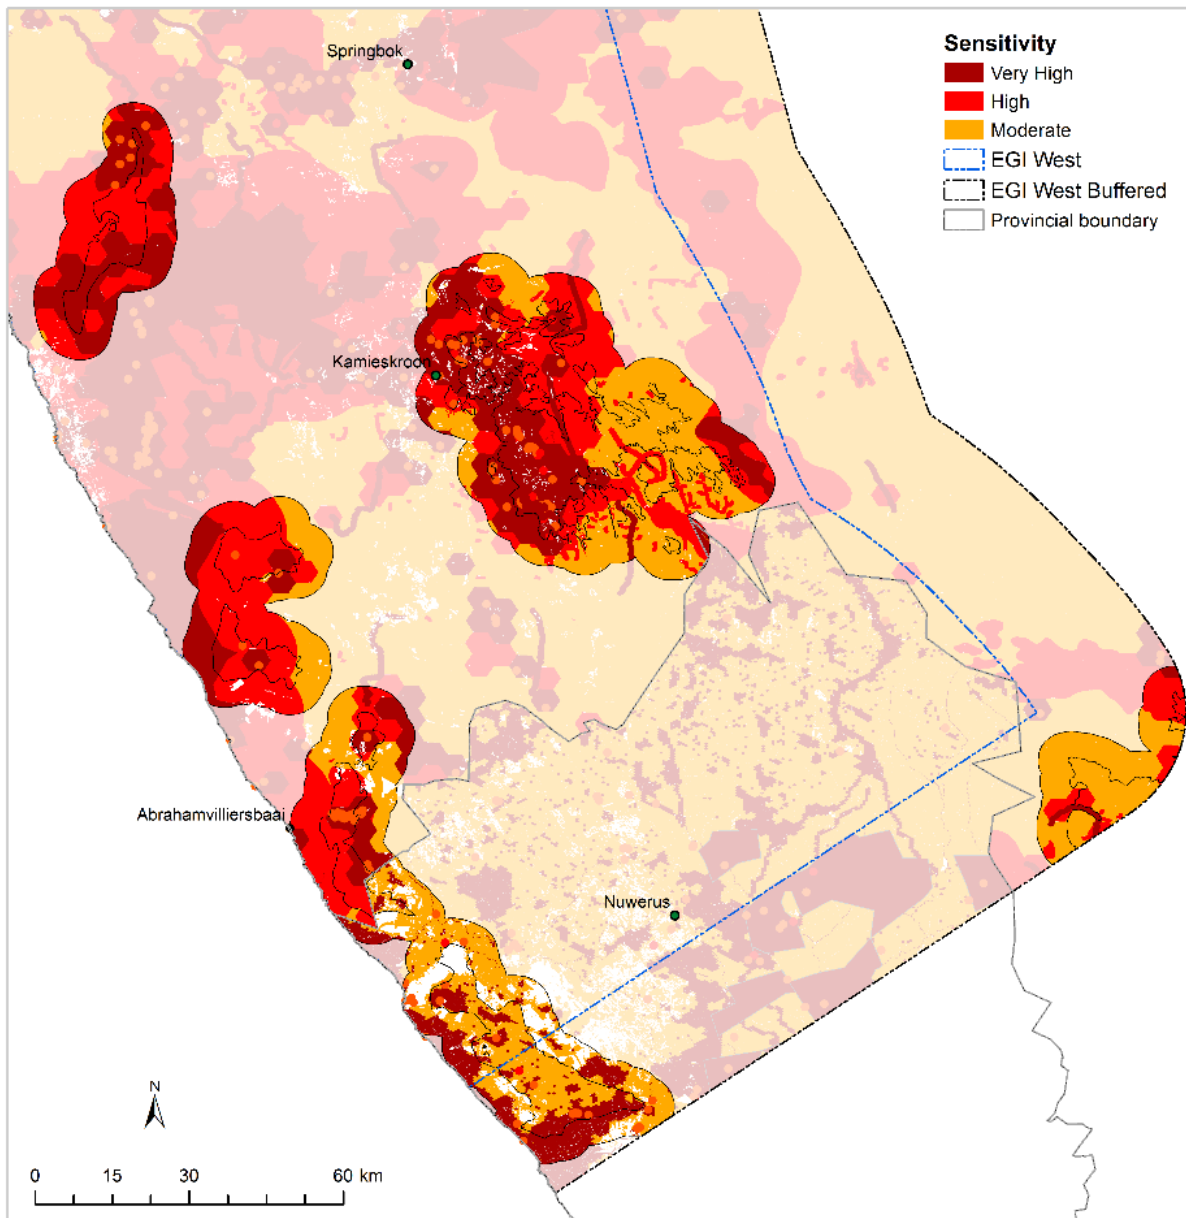 Springbok
Sensitivity
Very High
High
Moderate
EGI West
EGI West Buffered
Provincial boundary
Kamieskroon
Abrahamvilliersbaai
Nuwerus
N
0 15 30 60 km